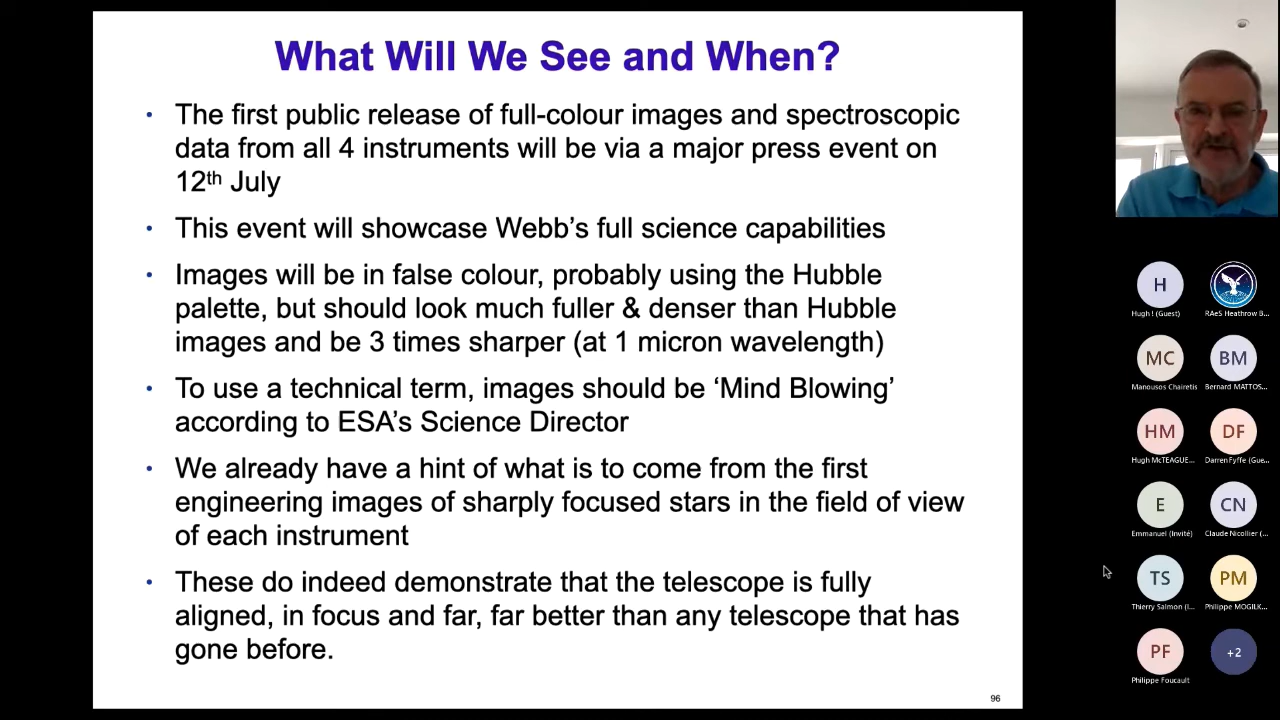 What Will We See and When?
• The first public release of full-colour images and spectroscopic
data from all 4 instruments will be via a major press event on
12th July
• This event will showcase Webb's full science capabilities
• Images will be in false colour, probably using the Hubble
palette, but should look much fuller & denser than Hubble
images and be 3 times sharper (at 1 micron wavelength)
• To use a technical term, images should be ‘Mind Blowing’
according to ESA's Science Director
• We already have a hint of what is to come from the first
engineering images of sharply focused stars in the field of view
of each instrument
• These do indeed demonstrate that the telescope is fully
aligned, in focus and far, far better than any telescope that has
gone before.
96
H
Hugh ! (Guest)
RAeS Heathrow B...
MC
Manousos Chairetis
BM
Bernard MATTOS...
HM
Hugh McTEAGUE...
DF
Darren Fyffe (Gue...
E
Emmanuel (Invité)
CN
Claude Nicollier (...
TS
Thierry Salmon (I...
PM
Philippe MOGILK...
PF
Philippe Foucault
+2